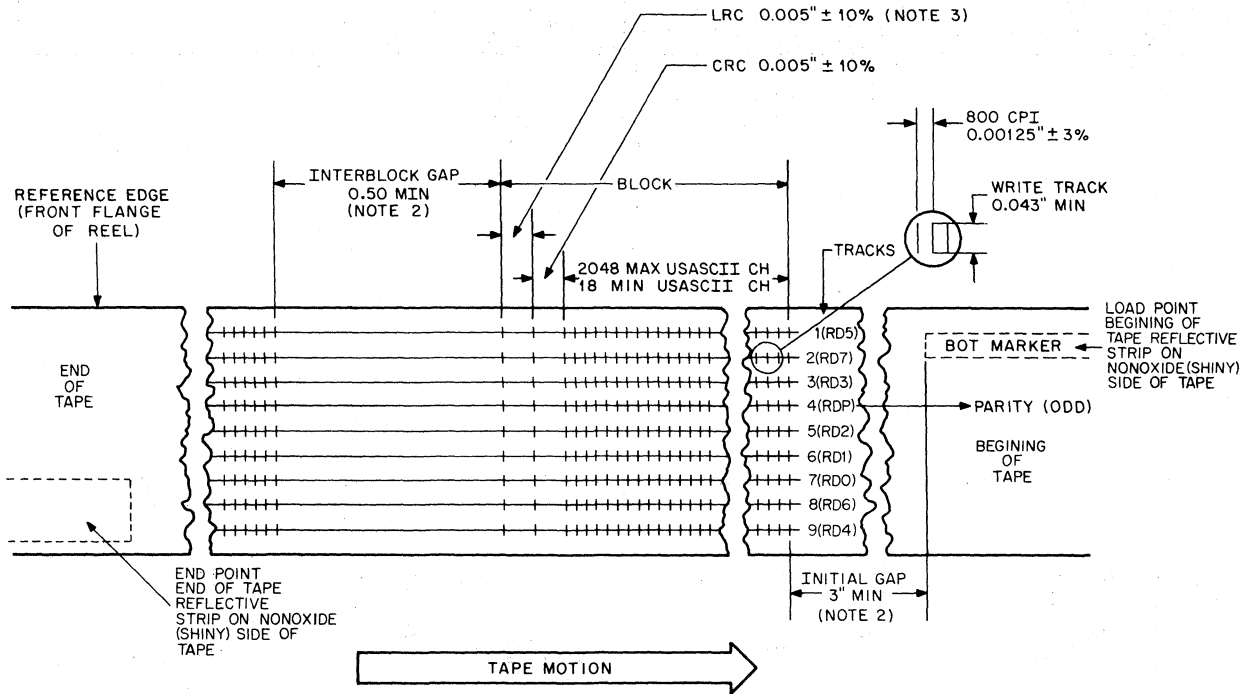 LRC 0.005" ± 10% (NOTE 3)
CRC 0.005" ± 10%
800 CPI
0.00125" ± 3%
INTERBLOCK GAP
0.50 MIN
(NOTE 2)
BLOCK
WRITE TRACK
0.043" MIN
REFERENCE EDGE
(FRONT FLANGE
OF REEL)
TRACKS
2048 MAX USASCII CH
18 MIN USASCII CH
LOAD POINT
BEGINING OF
TAPE REFLECTIVE
STRIP ON
NONOXIDE(SHINY)
SIDE OF TAPE
BOT MARKER
1(RD5)
2(RD7)
3(RD3)
4(RDP)
5(RD2)
6(RD1)
7(RD0)
8(RD6)
9(RD4)
PARITY (ODD)
END
OF
TAPE
BEGINING
OF
TAPE
END POINT
END OF TAPE
REFLECTIVE
STRIP ON NONOXIDE
(SHINY) SIDE OF
TAPE
INITIAL GAP
3" MIN
(NOTE 2)
TAPE MOTION